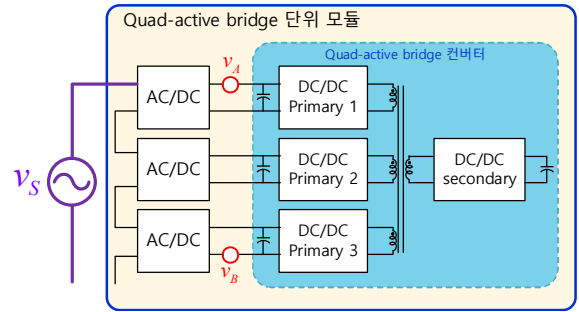 Quad-active bridge 단위 모듈
Quad-active bridge 컨버터
v_A
AC/DC
DC/DC
Primary 1
v_S
AC/DC
DC/DC
Primary 2
DC/DC
secondary
AC/DC
DC/DC
Primary 3
v_B